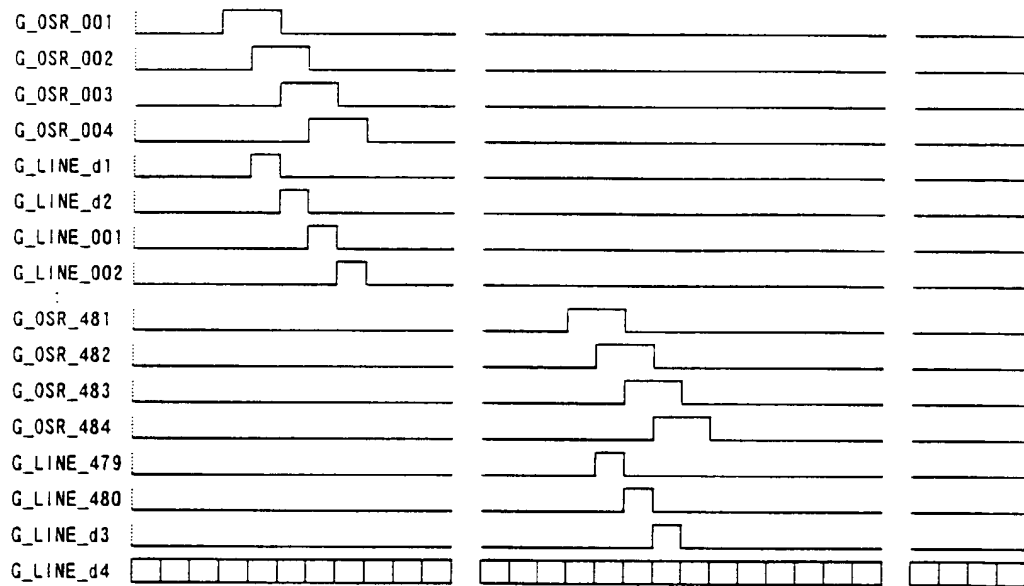 G_OSR_001
G_OSR_002
G_OSR_003
G_OSR_004
G_LINE_d1
G_LINE_d2
G_LINE_001
G_LINE_002
:
G_OSR_481
G_OSR_482
G_OSR_483
G_OSR_484
G_LINE_479
G_LINE_480
G_LINE_d3
G_LINE_d4